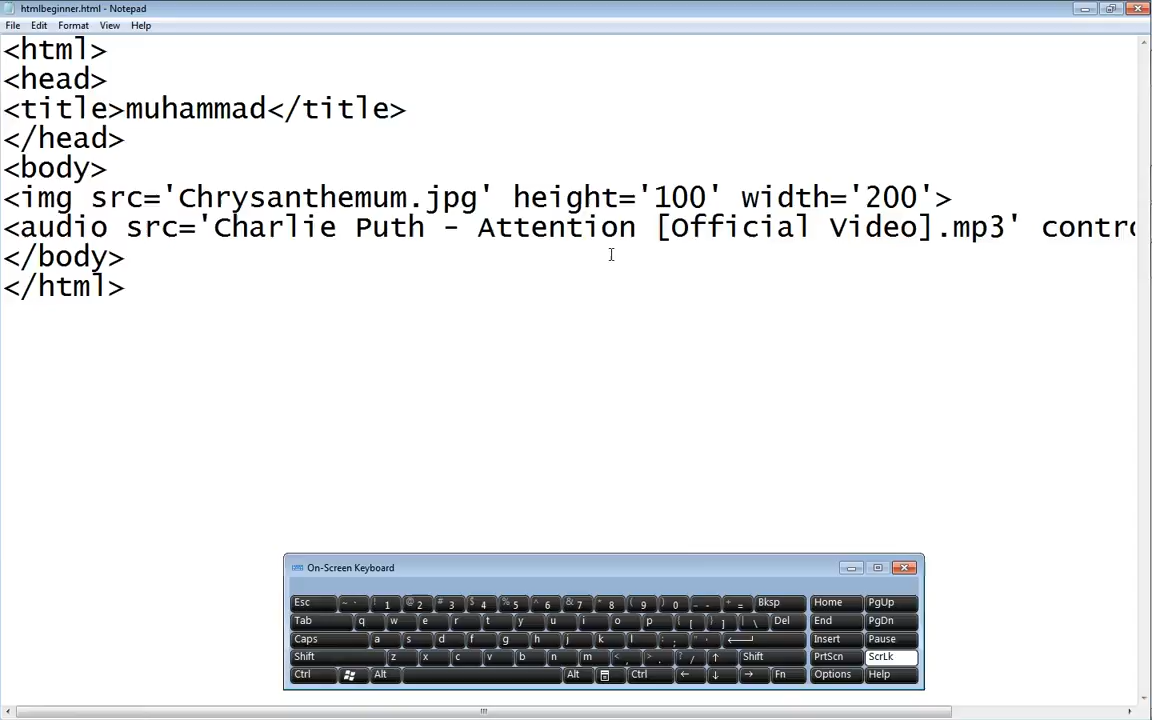 htmlbeginner.html - Notepad
File Edit Format View Help
<html>
<head>
<title>muhammad</title>
</head>
<body>
<img src='Chrysanthemum.jpg' height='100' width='200'>
<audio src='Charlie Puth - Attention [Official Video].mp3' contro
</body>
</html>
On-Screen Keyboard
Esc ~ ` ! 1 @ 2 # 3 $ 4 % 5 ^ 6 & 7 * 8 ( 9 ) 0 _ - + = Bksp Home PgUp
Tab q w e r t y u i o p { [ } ] | \ Del End PgDn
Caps a s d f g h j k l : ; " ' Insert Pause
Shift z x c v b n m < , > . ? / ↑ Shift PrtScn ScrLk
Ctrl Alt Alt Ctrl ← ↓ → Fn Options Help